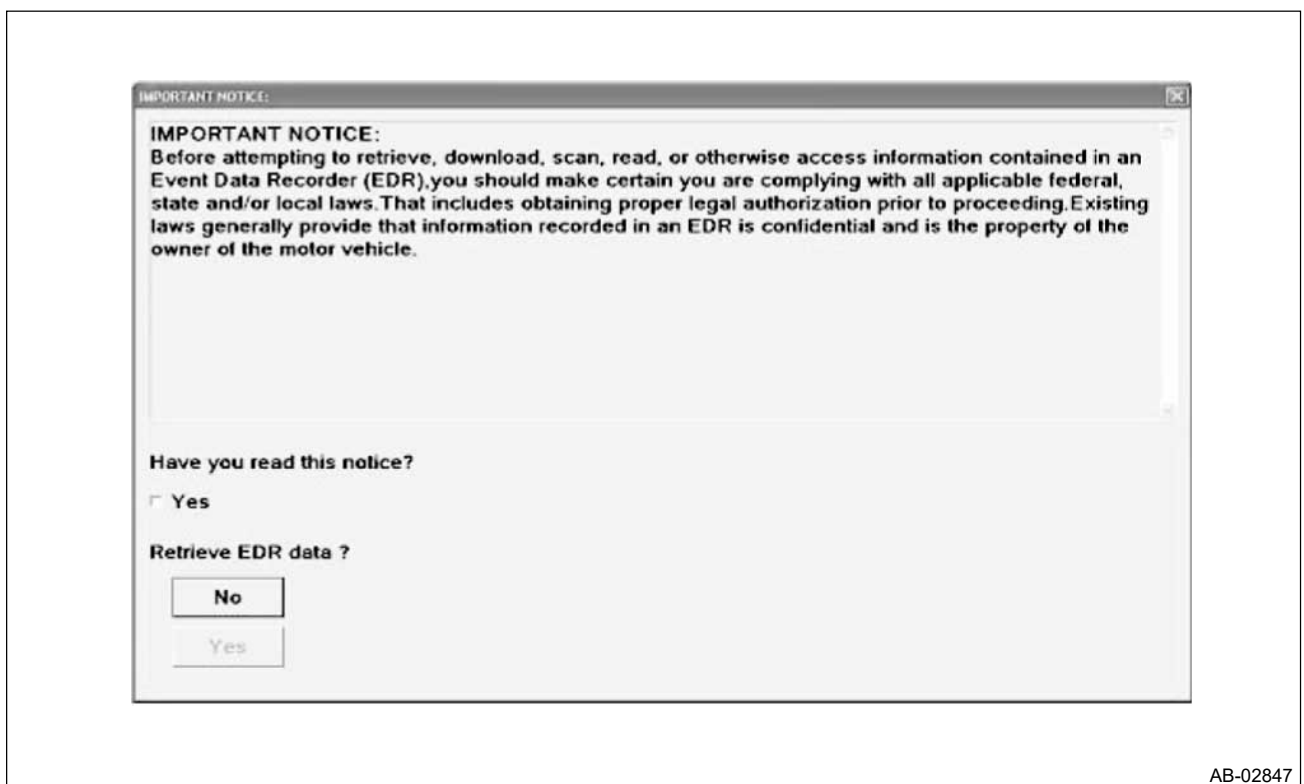 IMPORTANT NOTICE:
IMPORTANT NOTICE:
Before attempting to retrieve, download, scan, read, or otherwise access information contained in an
Event Data Recorder (EDR),you should make certain you are complying with all applicable federal,
state and/or local laws.That includes obtaining proper legal authorization prior to proceeding.Existing
laws generally provide that information recorded in an EDR is confidential and is the property of the
owner of the motor vehicle.
Have you read this notice?
Yes
Retrieve EDR data ?
No
Yes
AB-02847